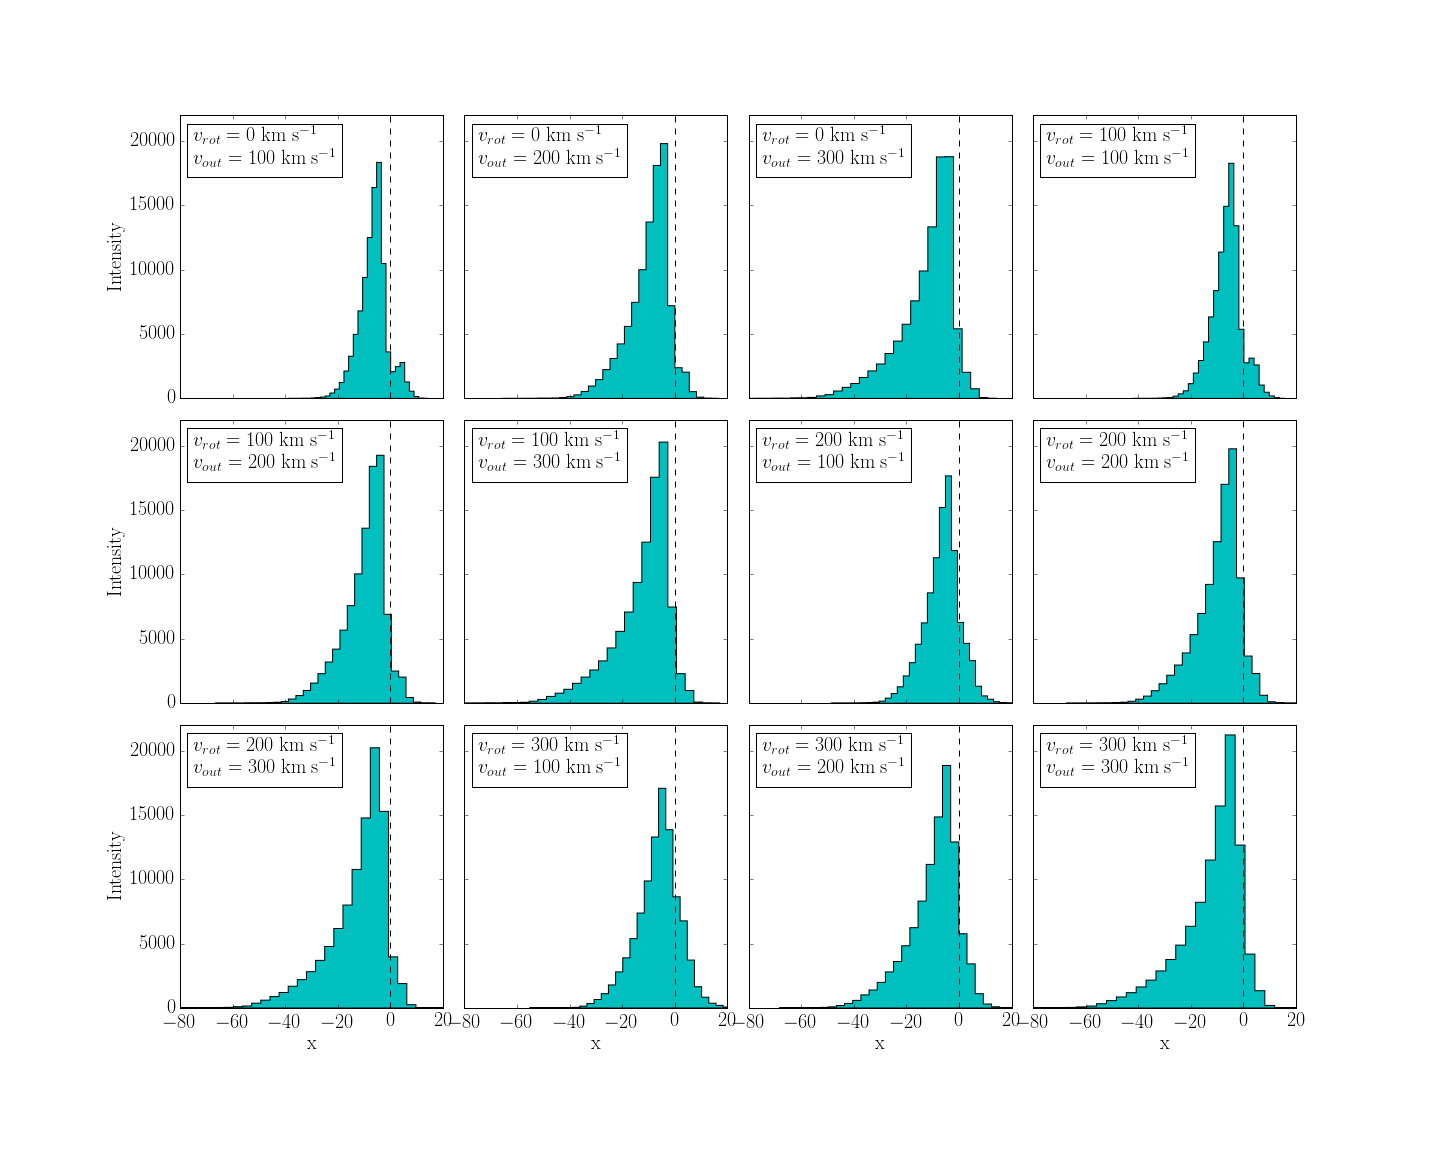 v_rot = 0 km s⁻¹
v_out = 100 km s⁻¹
v_rot = 0 km s⁻¹
v_out = 200 km s⁻¹
v_rot = 0 km s⁻¹
v_out = 300 km s⁻¹
v_rot = 100 km s⁻¹
v_out = 100 km s⁻¹
20000
15000
10000
5000
0
Intensity
v_rot = 100 km s⁻¹
v_out = 200 km s⁻¹
v_rot = 100 km s⁻¹
v_out = 300 km s⁻¹
v_rot = 200 km s⁻¹
v_out = 100 km s⁻¹
v_rot = 200 km s⁻¹
v_out = 200 km s⁻¹
20000
15000
10000
5000
0
Intensity
v_rot = 200 km s⁻¹
v_out = 300 km s⁻¹
v_rot = 300 km s⁻¹
v_out = 100 km s⁻¹
v_rot = 300 km s⁻¹
v_out = 200 km s⁻¹
v_rot = 300 km s⁻¹
v_out = 300 km s⁻¹
20000
15000
10000
5000
0
Intensity
−80 −60 −40 −20 0 20
−80 −60 −40 −20 0 20
−80 −60 −40 −20 0 20
−80 −60 −40 −20 0 20
x
x
x
x